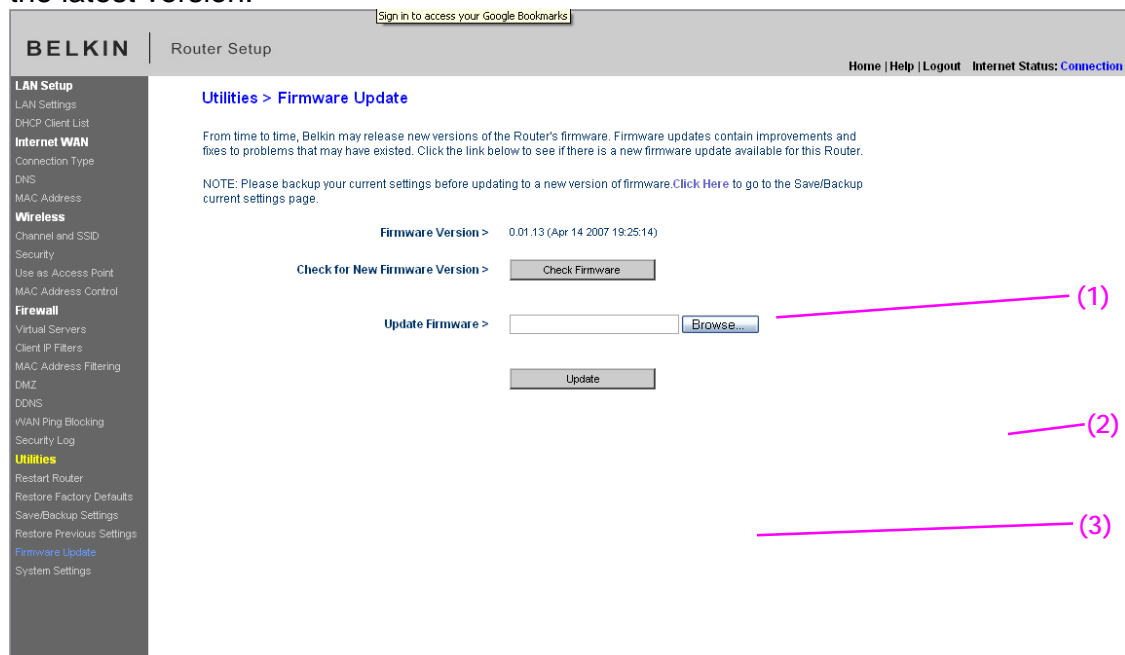 the latest version.
Sign in to access your Google Bookmarks
BELKIN
Router Setup
Home | Help | Logout Internet Status: Connection
LAN Setup
LAN Settings
DHCP Client List
Internet WAN
Connection Type
DNS
MAC Address
Wireless
Channel and SSID
Security
Use as Access Point
MAC Address Control
Firewall
Virtual Servers
Client IP Filters
MAC Address Filtering
DMZ
DDNS
WAN Ping Blocking
Security Log
Utilities
Restart Router
Restore Factory Defaults
Save/Backup Settings
Restore Previous Settings
Firmware Update
System Settings
Utilities > Firmware Update
From time to time, Belkin may release new versions of the Router's firmware. Firmware updates contain improvements and
fixes to problems that may have existed. Click the link below to see if there is a new firmware update available for this Router.
NOTE: Please backup your current settings before updating to a new version of firmware.Click Here to go to the Save/Backup
current settings page.
Firmware Version > 0.01.13 (Apr 14 2007 19:25:14)
Check for New Firmware Version > Check Firmware
(1)
Update Firmware > Browse...
Update
(2)
(3)